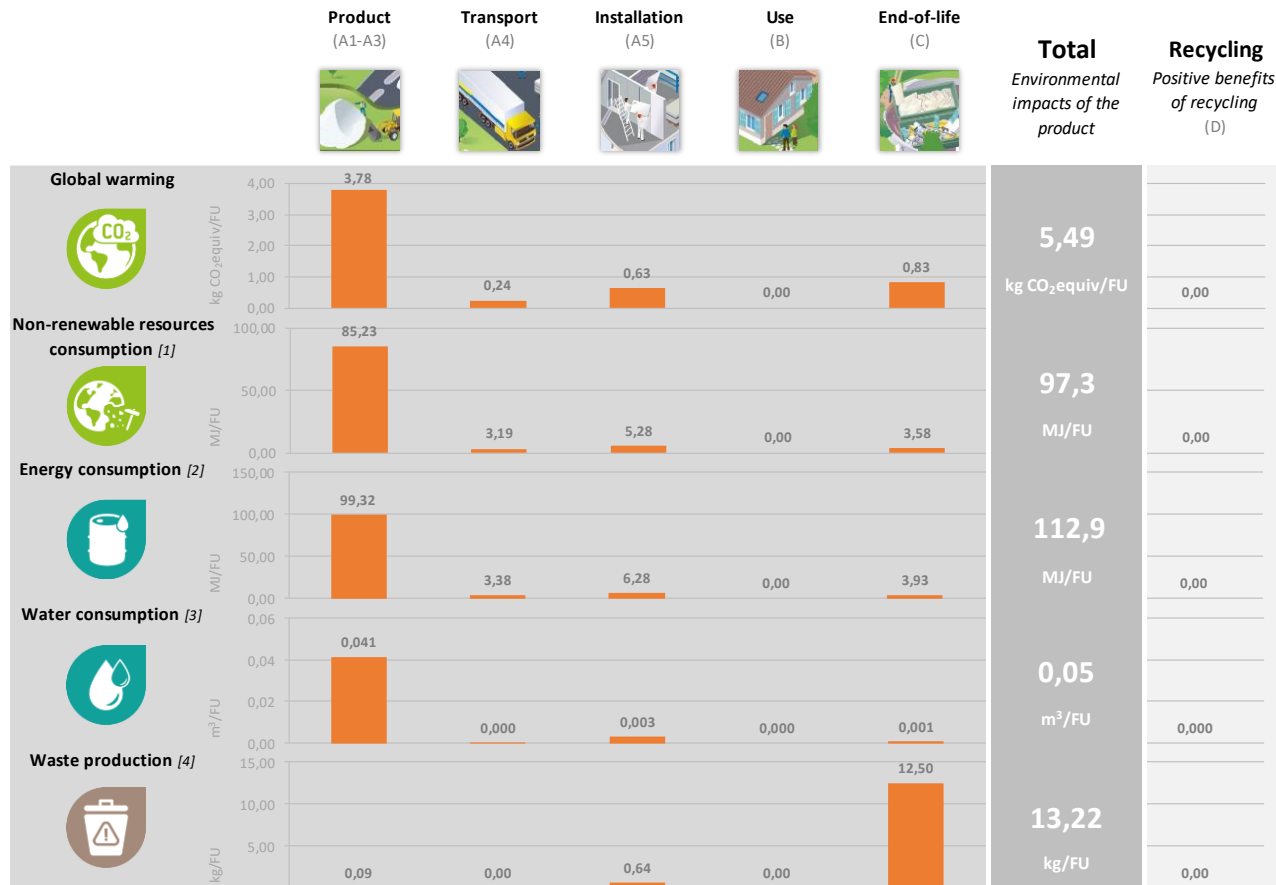 Product
(A1-A3)
Transport
(A4)
Installation
(A5)
Use
(B)
End-of-life
(C)
Total
Environmental
impacts of the
product
Recycling
Positive benefits
of recycling
(D)
Global warming
CO2
kg CO2equiv/FU
4,00
3,00
2,00
1,00
0,00
3,78
0,24
0,63
0,00
0,83
5,49
kg CO2equiv/FU
0,00
Non-renewable resources
consumption [1]
MJ/FU
100,00
50,00
0,00
85,23
3,19
5,28
0,00
3,58
97,3
MJ/FU
0,00
Energy consumption [2]
MJ/FU
150,00
100,00
50,00
0,00
99,32
3,38
6,28
0,00
3,93
112,9
MJ/FU
0,00
Water consumption [3]
m³/FU
0,06
0,04
0,02
0,00
0,041
0,000
0,003
0,000
0,001
0,05
m³/FU
0,000
Waste production [4]
kg/FU
15,00
10,00
5,00
0,09
0,00
0,64
0,00
12,50
13,22
kg/FU
0,00